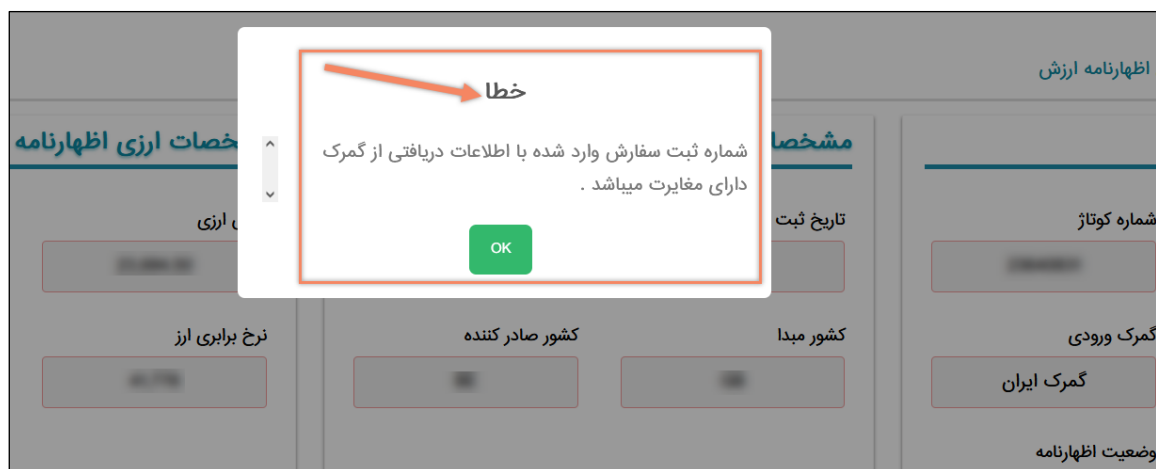 اظهارنامه ارزش
خطا
شماره ثبت سفارش وارد شده با اطلاعات دریافتی از گمرک
دارای مغایرت میباشد .
OK
شماره کوتاژ
تاریخ ثبت
ارزی
گمرک ورودی
گمرک ایران
کشور مبدا
کشور صادر کننده
نرخ برابری ارز
وضعیت اظهارنامه
ارزی اظهارنامه